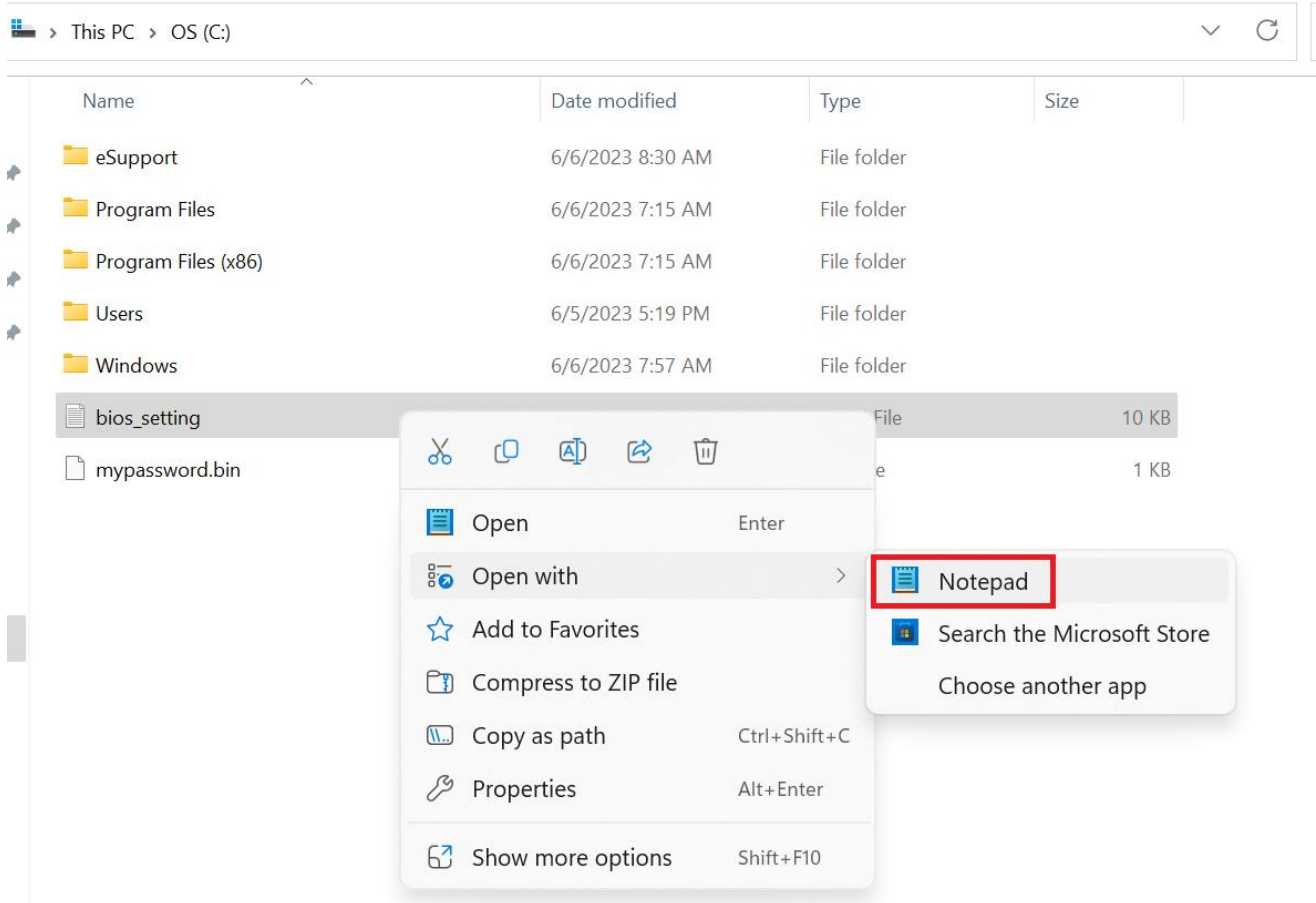 This PC > OS (C:)
Name Date modified Type Size
eSupport 6/6/2023 8:30 AM File folder
Program Files 6/6/2023 7:15 AM File folder
Program Files (x86) 6/6/2023 7:15 AM File folder
Users 6/5/2023 5:19 PM File folder
Windows 6/6/2023 7:57 AM File folder
bios_setting File 10 KB
mypassword.bin e 1 KB
Open Enter
Open with
Add to Favorites
Compress to ZIP file
Copy as path Ctrl+Shift+C
Properties Alt+Enter
Show more options Shift+F10
Notepad
Search the Microsoft Store
Choose another app